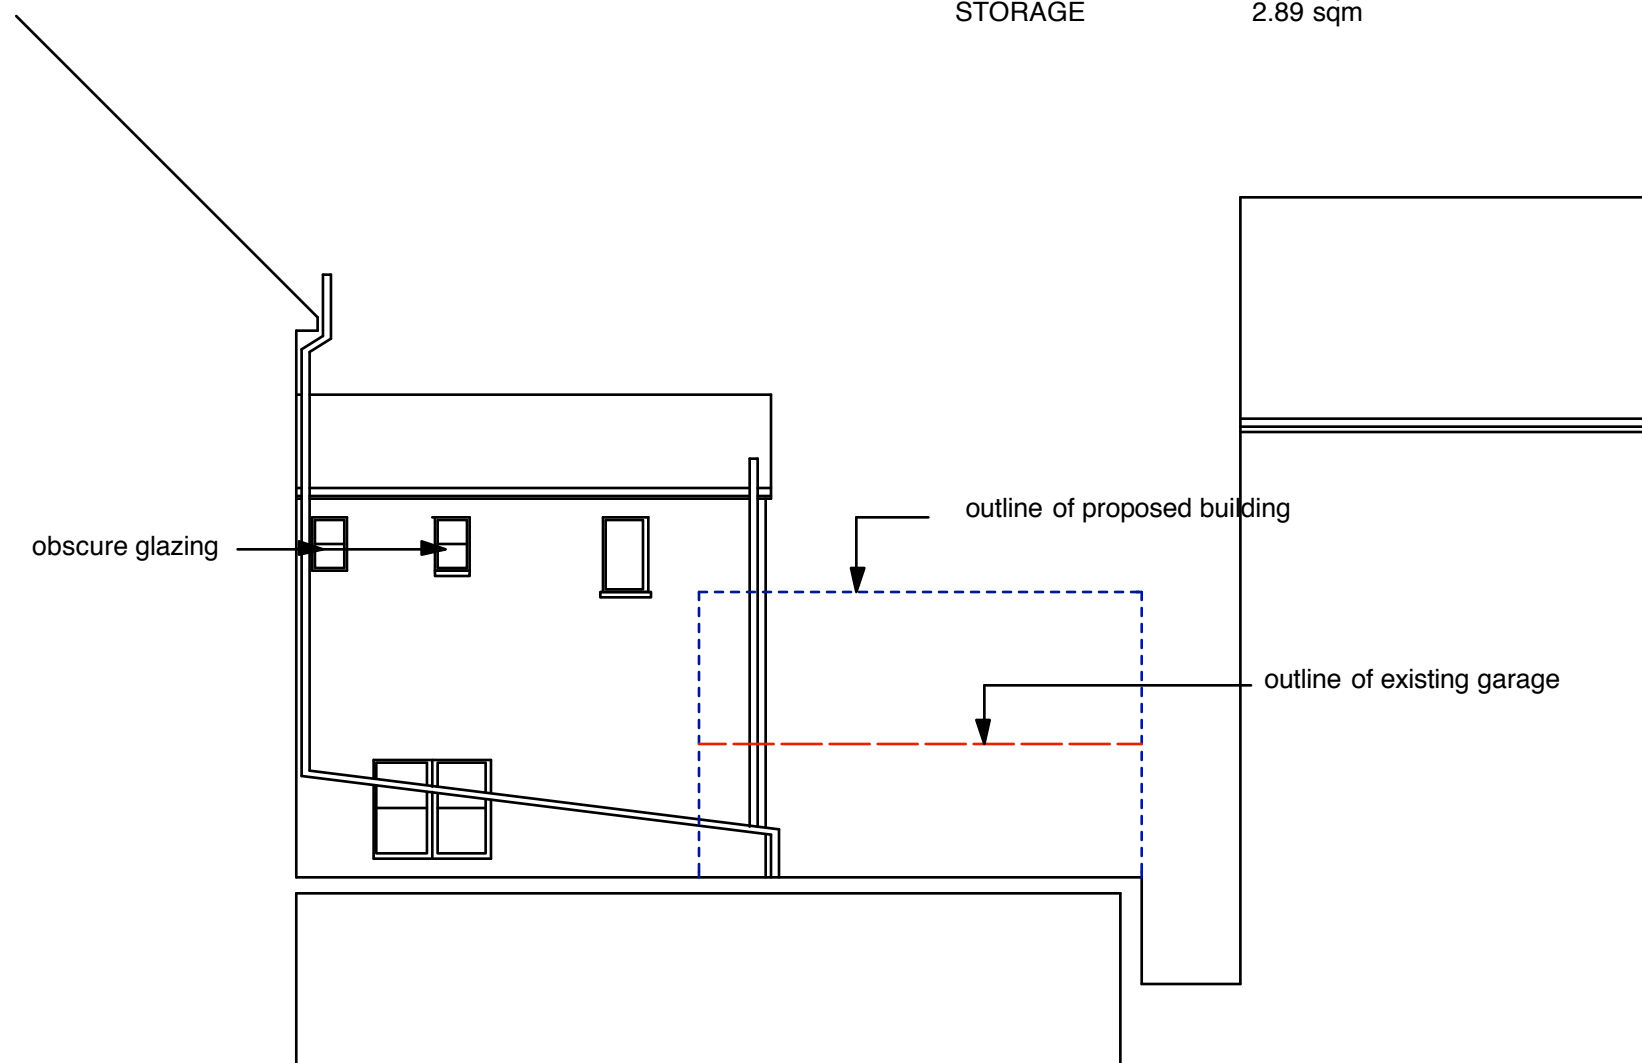 STORAGE 2.89 sqm
outline of proposed building
obscure glazing
outline of existing garage